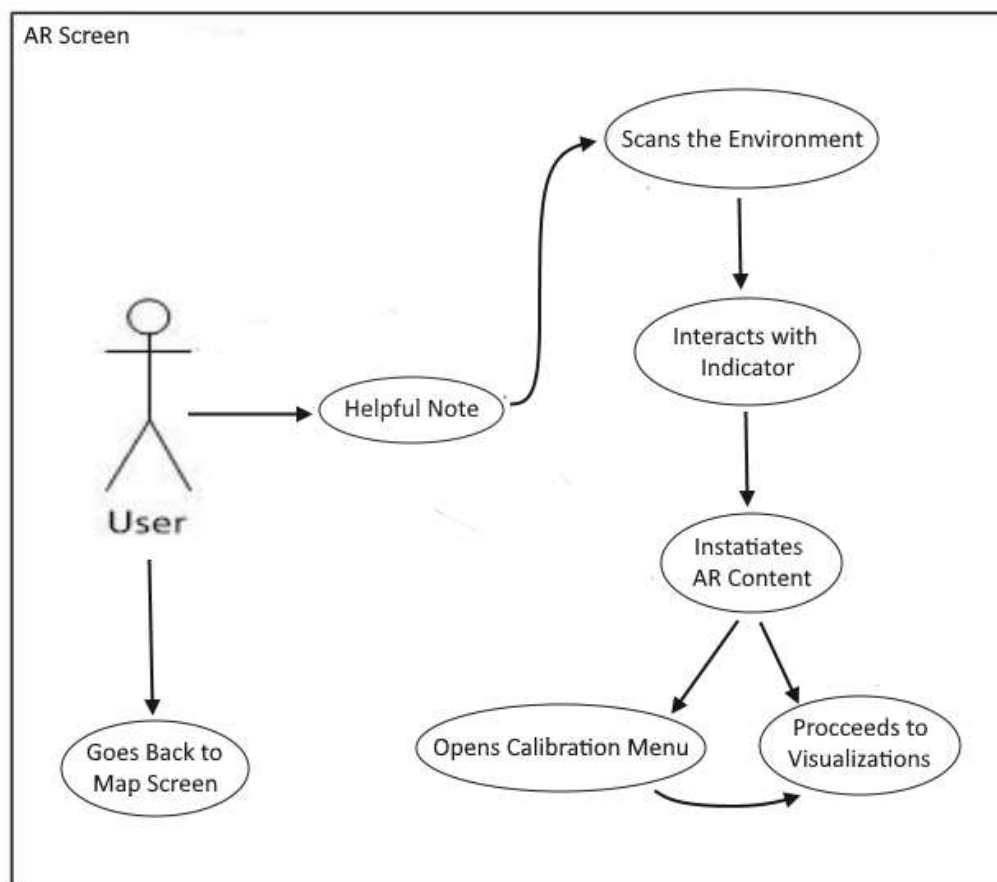 AR Screen
Scans the Environment
Interacts with
Indicator
Helpful Note
User
Instatiates
AR Content
Opens Calibration Menu
Procceeds to
Visualizations
Goes Back to
Map Screen